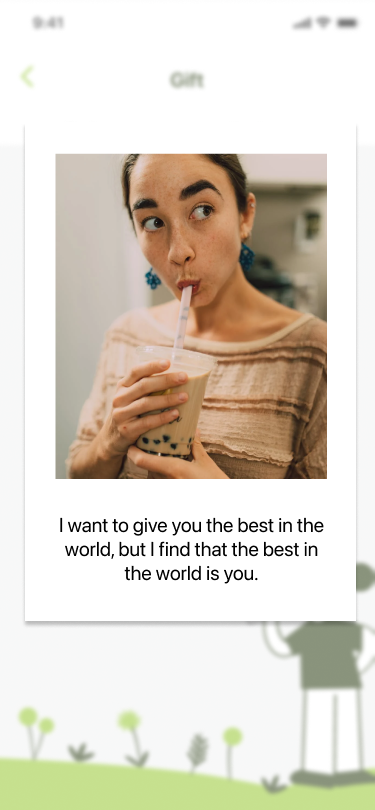 9:41
Gift
I want to give you the best in the
world, but I find that the best in
the world is you.